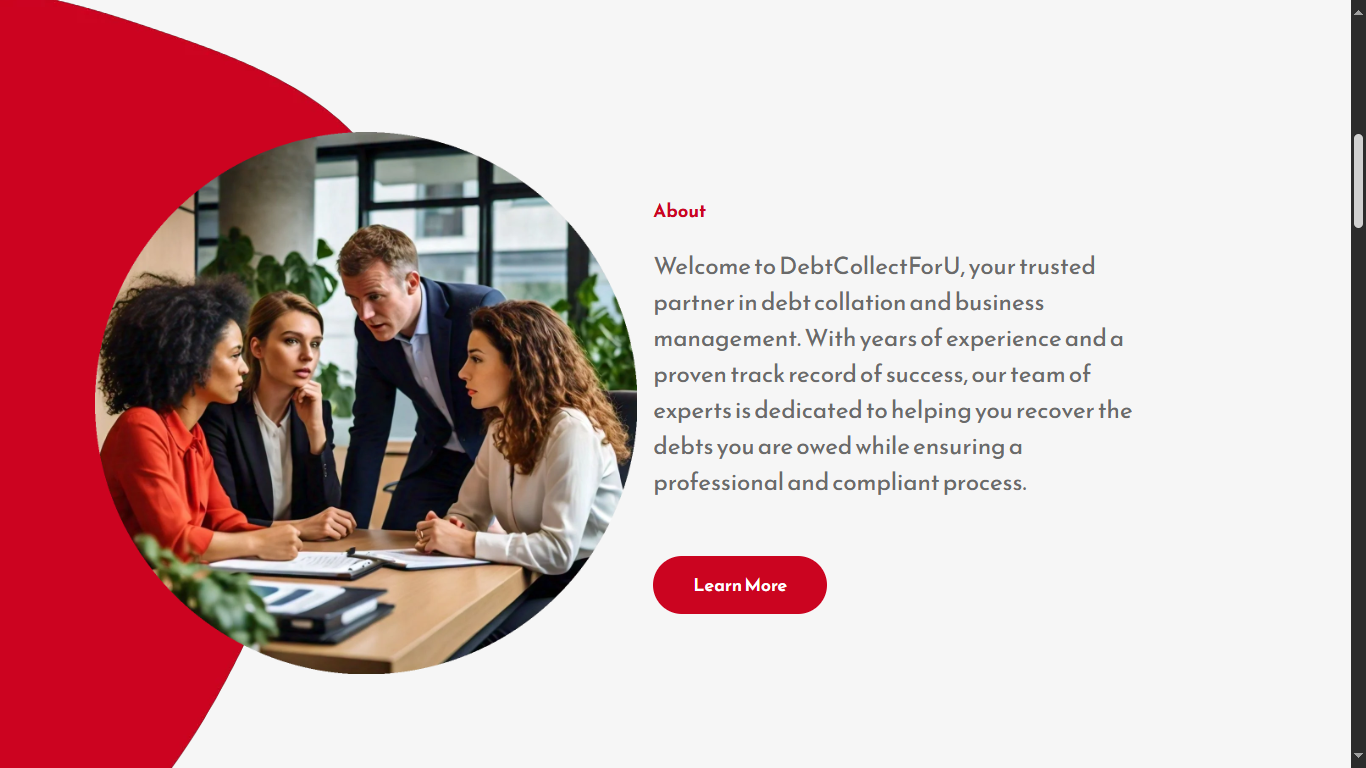 About
Welcome to DebtCollectForU, your trusted
partner in debt collation and business
management. With years of experience and a
proven track record of success, our team of
experts is dedicated to helping you recover the
debts you are owed while ensuring a
professional and compliant process.
Learn More